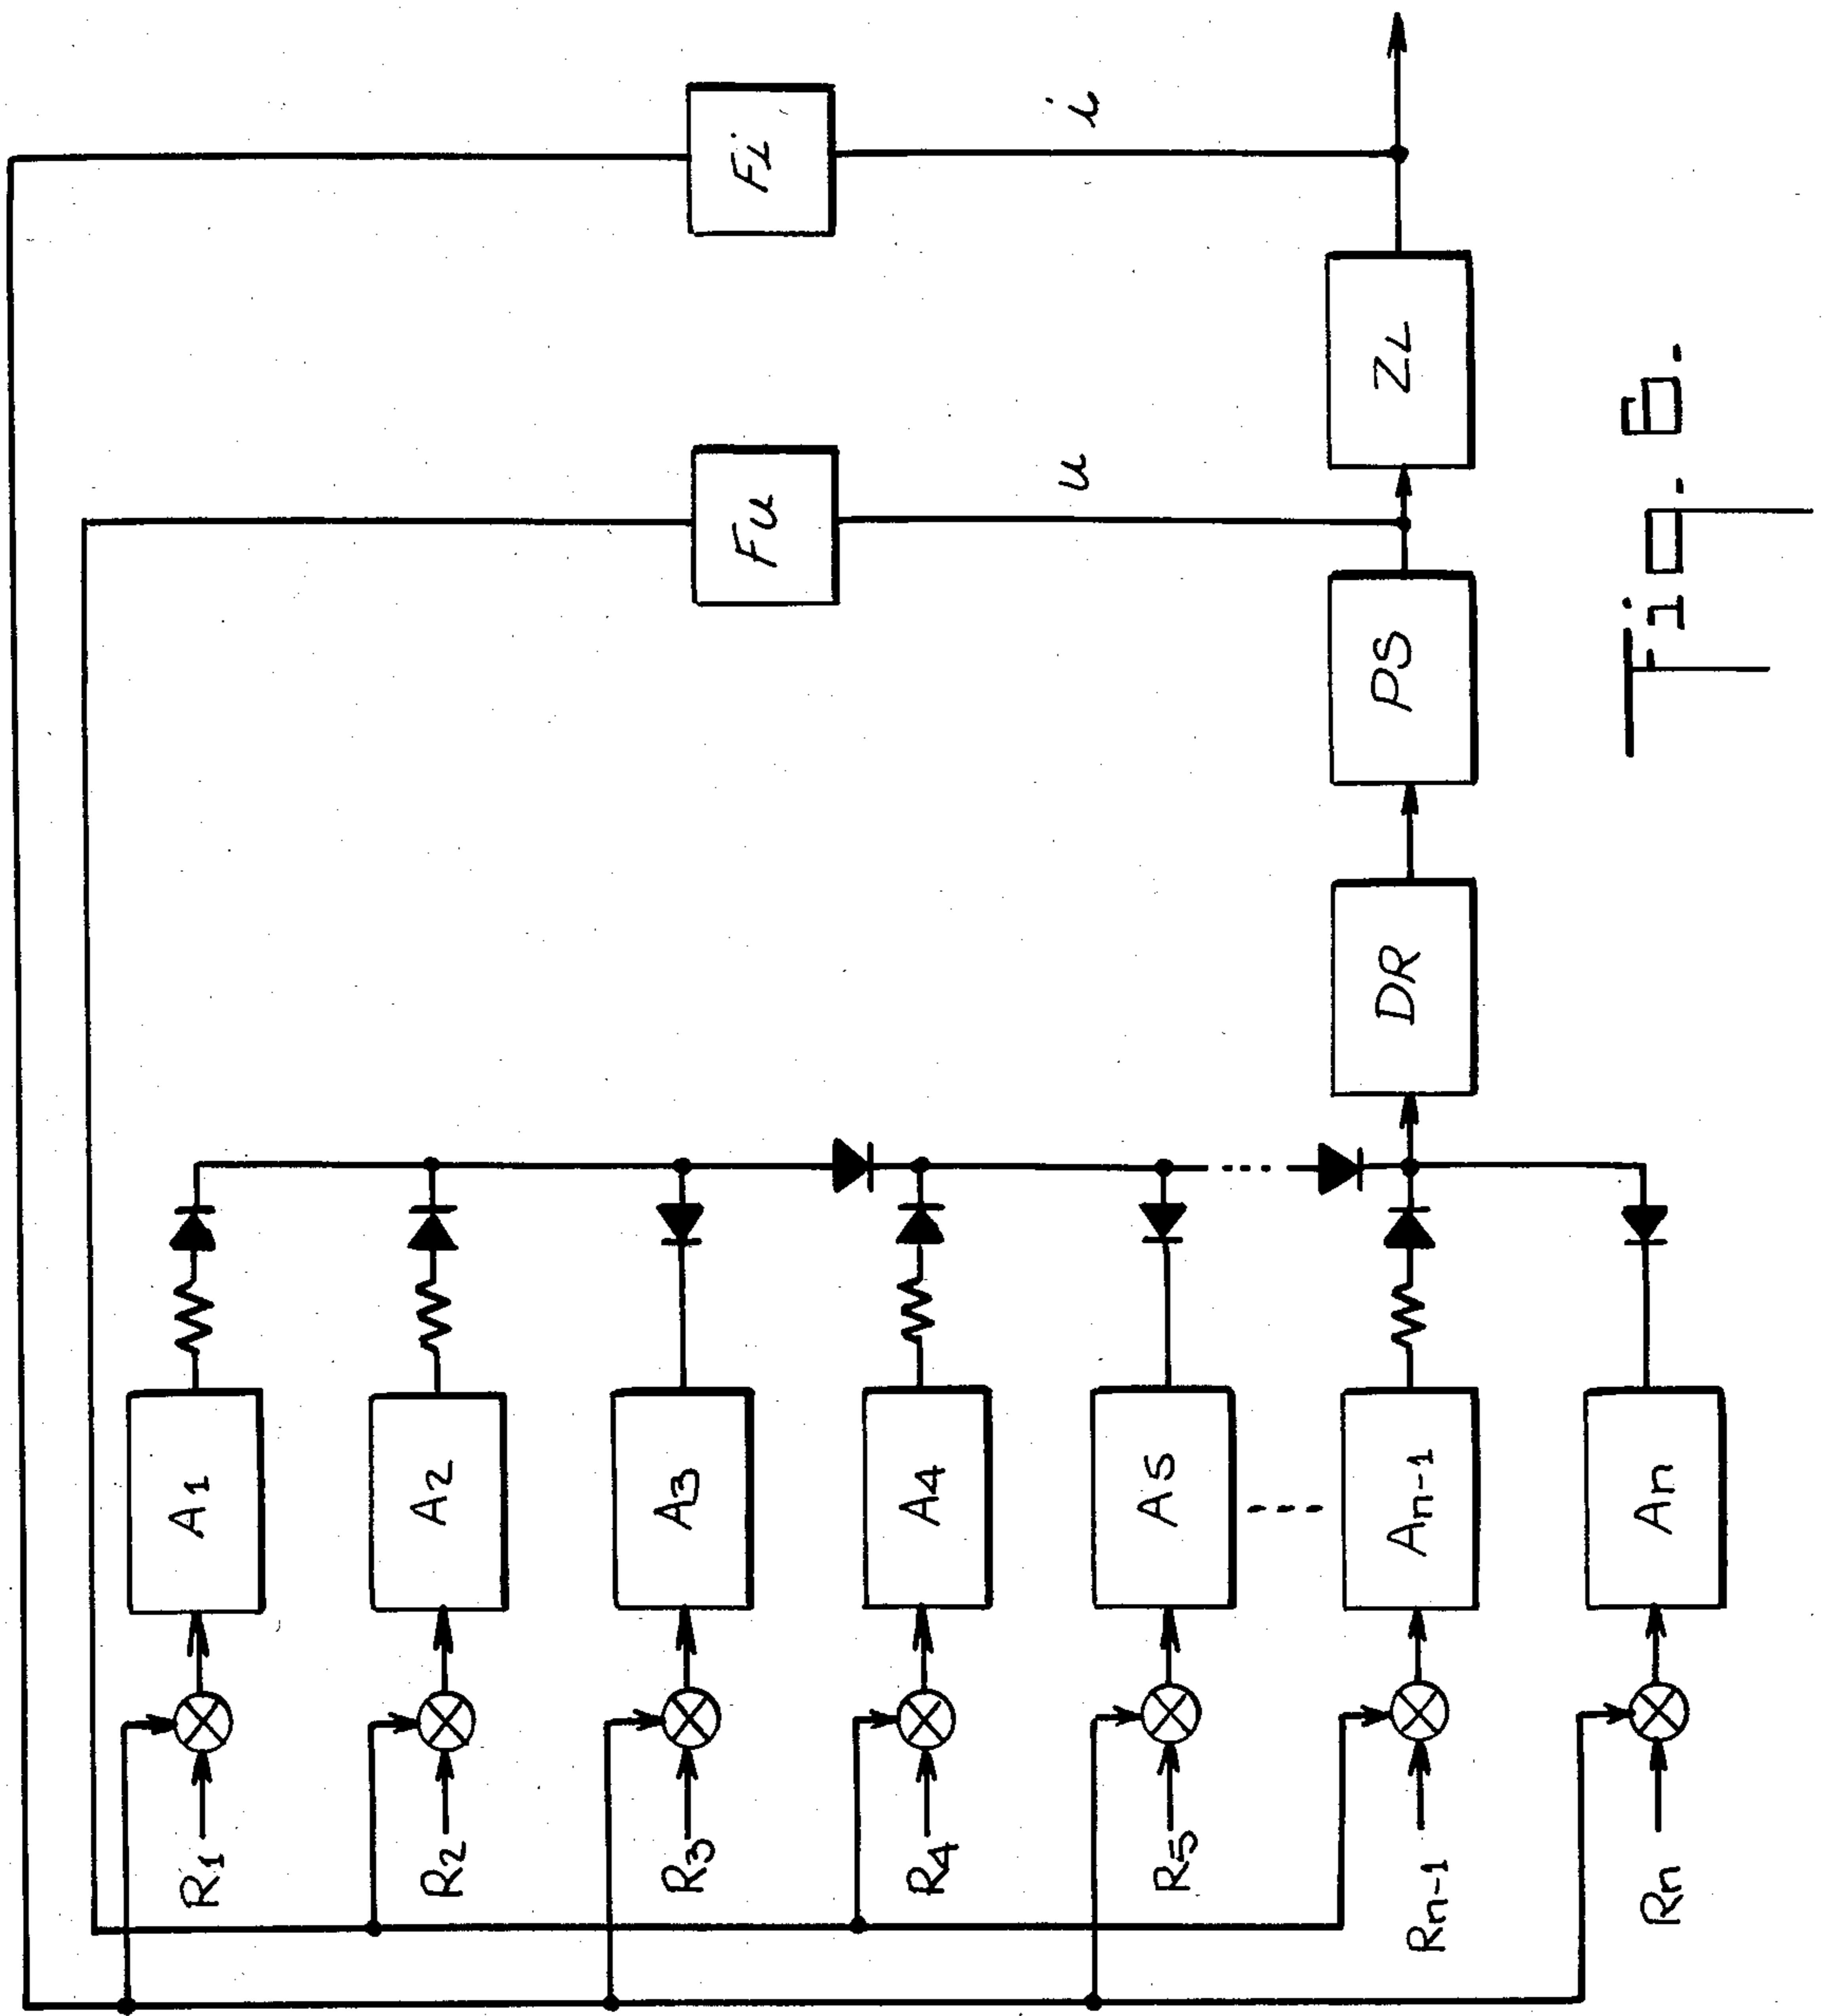 R1
A1
R2
A2
R3
A3
R4
A4
R5
A5
Rn-1
An-1
Rn
An
DR
PS
ZL
Fu
u
Fi
i
Fig. 6.